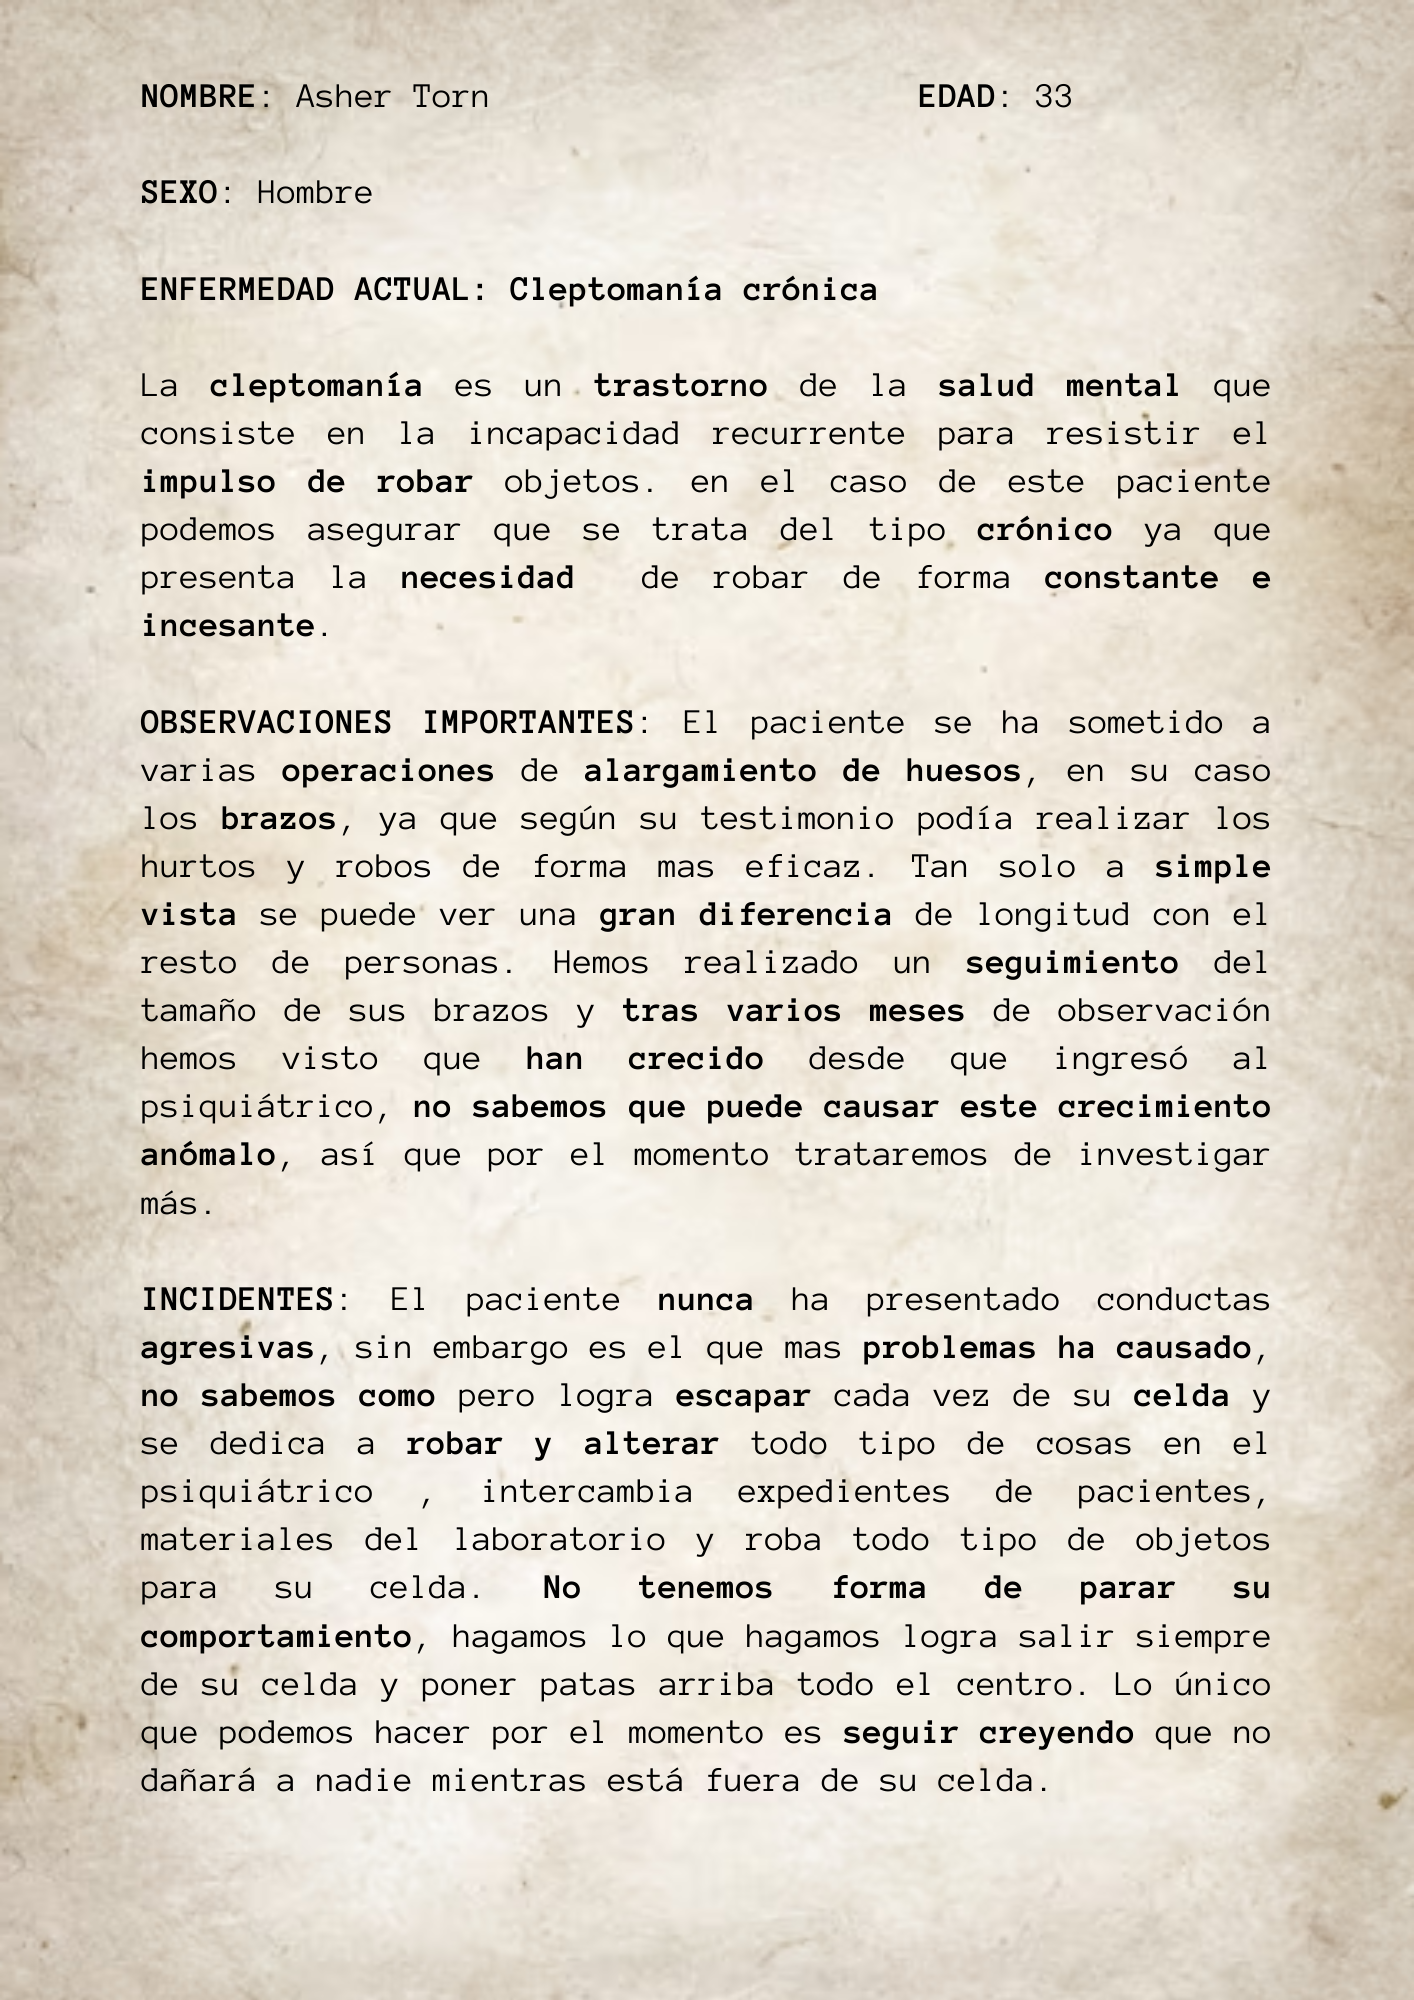 NOMBRE: Asher Torn EDAD: 33
SEXO: Hombre
ENFERMEDAD ACTUAL: Cleptomanía crónica
La cleptomanía es un trastorno de la salud mental que
consiste en la incapacidad recurrente para resistir el
impulso de robar objetos. en el caso de este paciente
podemos asegurar que se trata del tipo crónico ya que
presenta la necesidad de robar de forma constante e
incesante.
OBSERVACIONES IMPORTANTES: El paciente se ha sometido a
varias operaciones de alargamiento de huesos, en su caso
los brazos, ya que según su testimonio podía realizar los
hurtos y robos de forma mas eficaz. Tan solo a simple
vista se puede ver una gran diferencia de longitud con el
resto de personas. Hemos realizado un seguimiento del
tamaño de sus brazos y tras varios meses de observación
hemos visto que han crecido desde que ingresó al
psiquiátrico, no sabemos que puede causar este crecimiento
anómalo, así que por el momento trataremos de investigar
más.
INCIDENTES: El paciente nunca ha presentado conductas
agresivas, sin embargo es el que mas problemas ha causado,
no sabemos como pero logra escapar cada vez de su celda y
se dedica a robar y alterar todo tipo de cosas en el
psiquiátrico , intercambia expedientes de pacientes,
materiales del laboratorio y roba todo tipo de objetos
para su celda. No tenemos forma de parar su
comportamiento, hagamos lo que hagamos logra salir siempre
de su celda y poner patas arriba todo el centro. Lo único
que podemos hacer por el momento es seguir creyendo que no
dañará a nadie mientras está fuera de su celda.